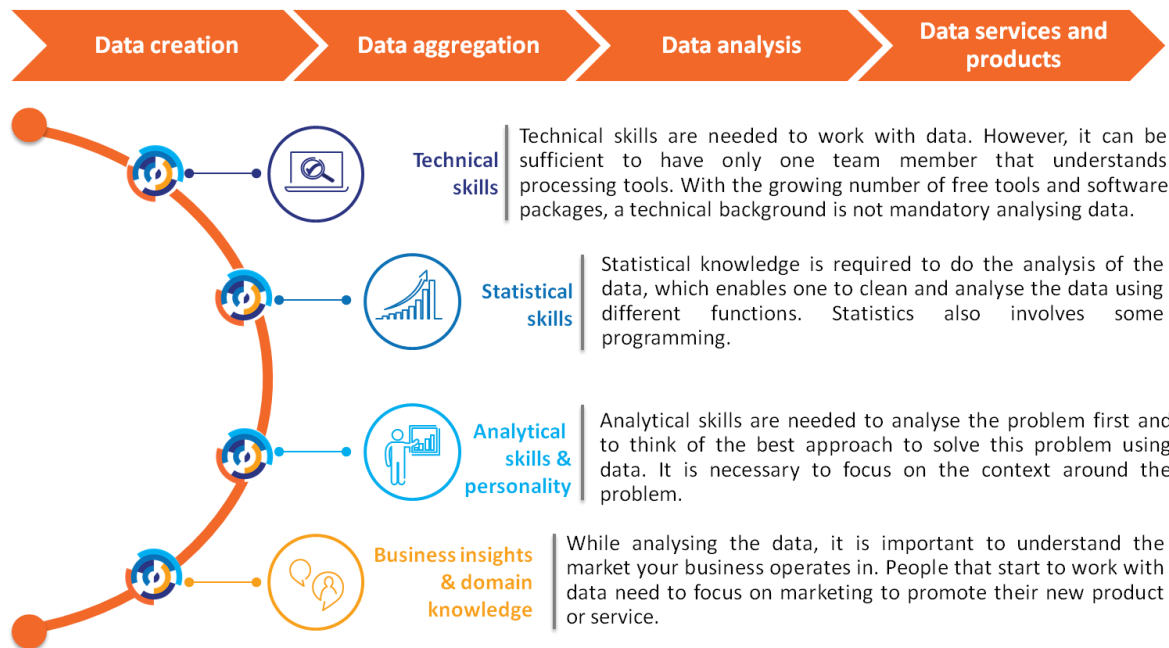 Data creation
Data aggregation
Data analysis
Data services and
products
Technical
skills
Technical skills are needed to work with data. However, it can be
sufficient to have only one team member that understands
processing tools. With the growing number of free tools and software
packages, a technical background is not mandatory analysing data.
Statistical
skills
Statistical knowledge is required to do the analysis of the
data, which enables one to clean and analyse the data using
different functions. Statistics also involves some
programming.
Analytical
skills &
personality
Analytical skills are needed to analyse the problem first and
to think of the best approach to solve this problem using
data. It is necessary to focus on the context around the
problem.
Business insights
& domain
knowledge
While analysing the data, it is important to understand the
market your business operates in. People that start to work with
data need to focus on marketing to promote their new product
or service.